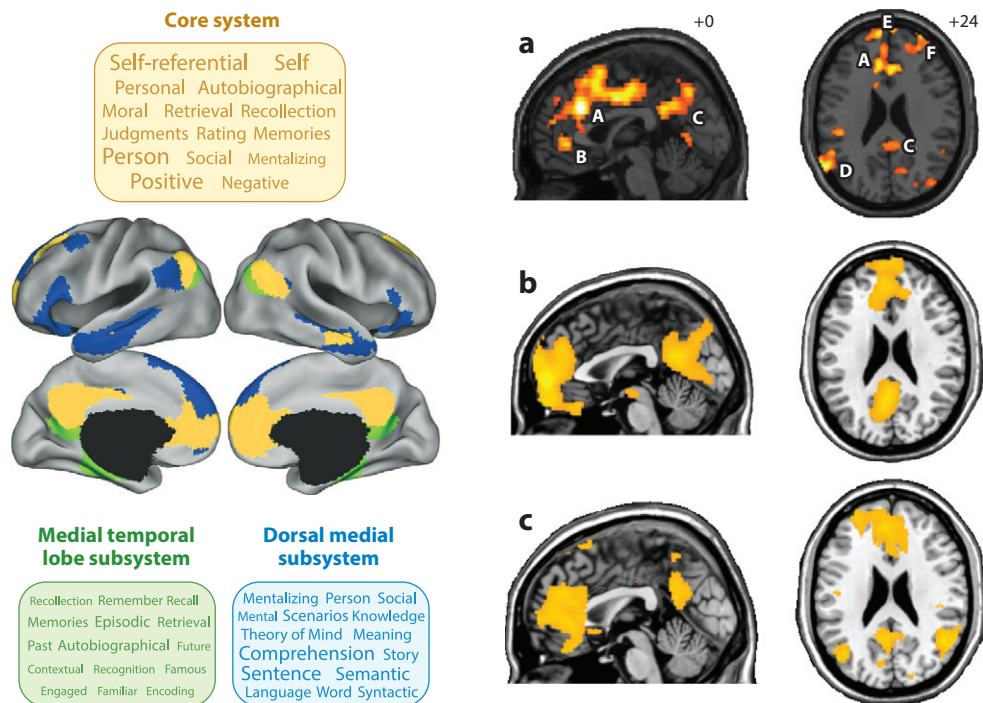 Core system
Self-referential Self
Personal Autobiographical
Moral Retrieval Recollection
Judgments Rating Memories
Person Social Mentalizing
Positive Negative
Medial temporal
lobe subsystem
Recollection Remember Recall
Memories Episodic Retrieval
Past Autobiographical Future
Contextual Recognition Famous
Engaged Familiar Encoding
Dorsal medial
subsystem
Mentalizing Person Social
Mental Scenarios Knowledge
Theory of Mind Meaning
Comprehension Story
Sentence Semantic
Language Word Syntactic
a
+0
A
B
C
+24
E
F
A
C
D
b
c